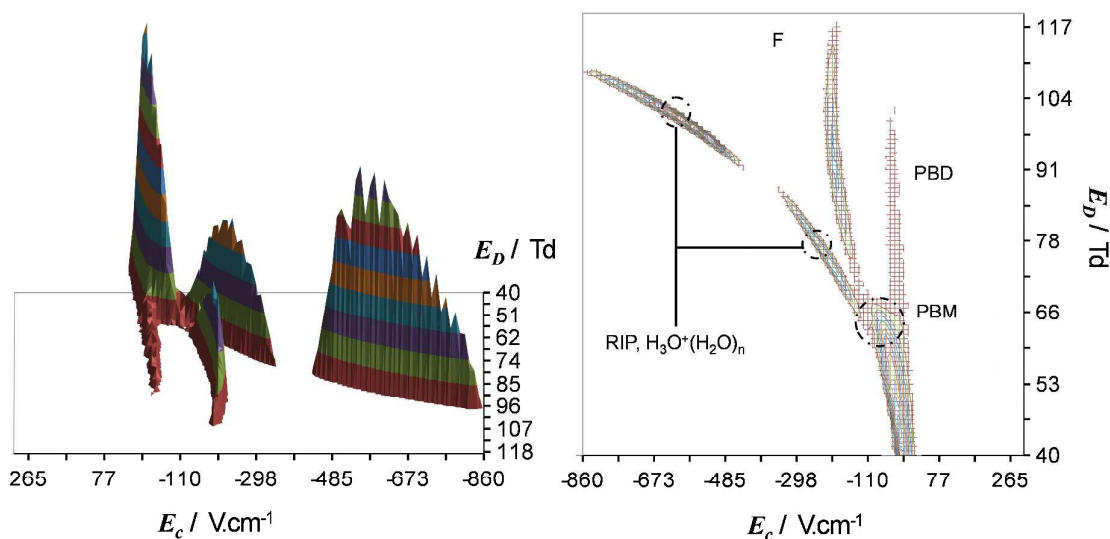 E_D / Td
40
51
62
74
85
96
107
118
265 77 -110 -298 -485 -673 -860
E_c / V.cm⁻¹
F
PBD
PBM
RIP, H₃O⁺(H₂O)ₙ
117
104
91
78
66
53
40
E_D / Td
-860 -673 -485 -298 -110 77 265
E_c / V.cm⁻¹